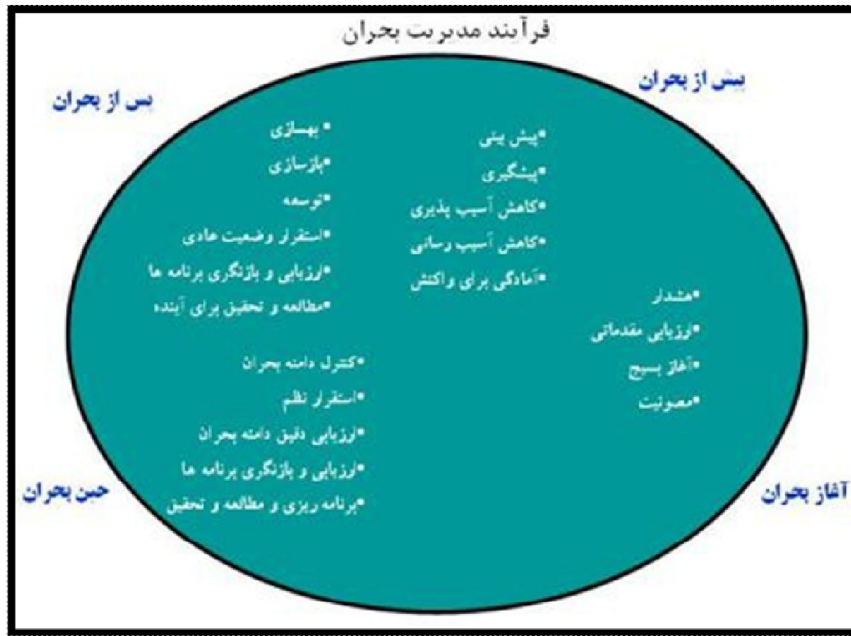 فرآیند مدیریت بحران
پیش از بحران
•پیش بینی
•پیشگیری
•کاهش آسیب پذیری
•کاهش آسیب رسانی
•آمادگی برای واکنش
آغاز بحران
•هشدار
•ارزیابی مقدماتی
•آغاز بسیج
•مصونیت
حین بحران
•کنترل دامنه بحران
•استقرار نظم
•ارزیابی دقیق دامنه بحران
•ارزیابی و بازنگری برنامه ها
•برنامه ریزی و مطالعه و تحقیق
پس از بحران
•بهسازی
•بازسازی
•توسعه
•استقرار وضعیت عادی
•ارزیابی و بازنگری برنامه ها
•مطالعه و تحقیق برای آینده